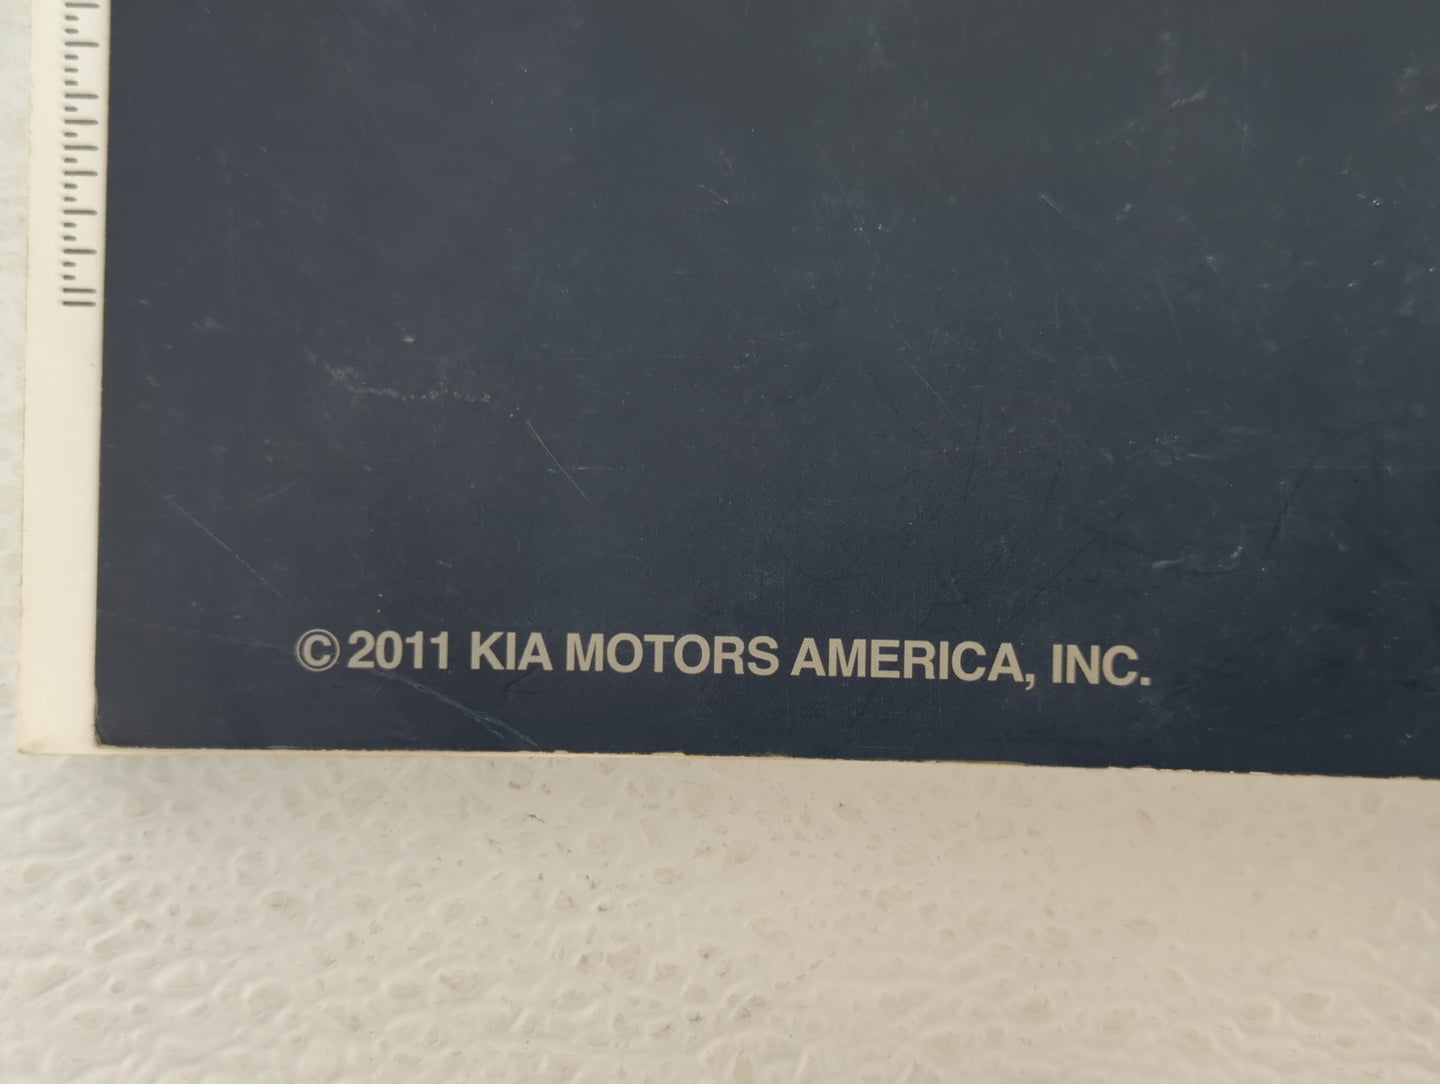 © 2011 KIA MOTORS AMERICA, INC.